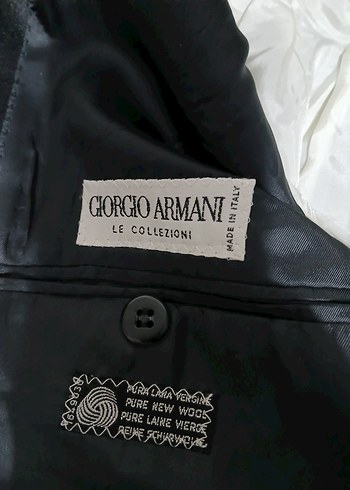 GIORGIO ARMANI
LE COLLEZIONI
MADE IN ITALY
PURA LANA VERGINE
PURE NEW WOOL
PURE LAINE VIERGE
REINE SCHURWOLLE